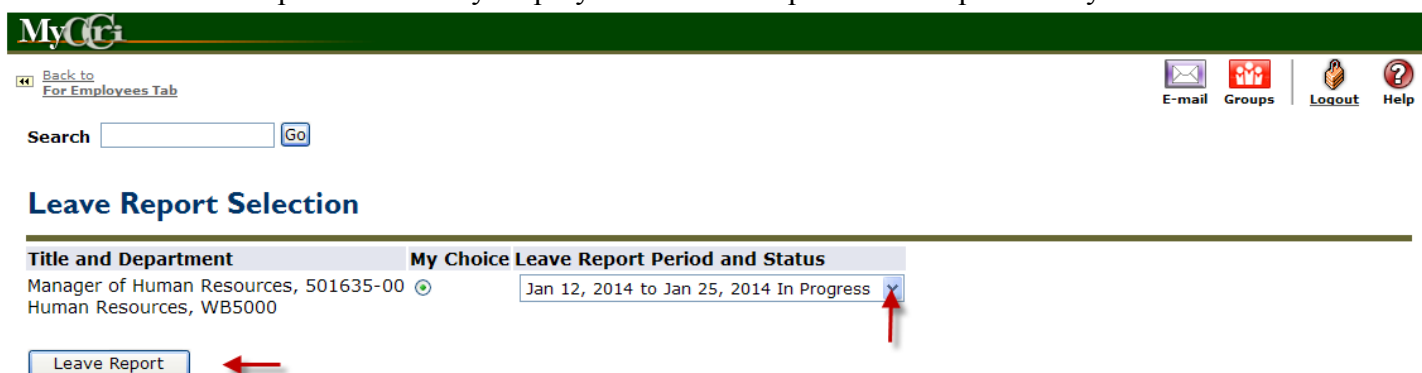 MyCCRI
Back to
For Employees Tab
E-mail Groups Logout Help
Search Go
Leave Report Selection
Title and Department My Choice Leave Report Period and Status
Manager of Human Resources, 501635-00 Jan 12, 2014 to Jan 25, 2014 In Progress
Human Resources, WB5000
Leave Report